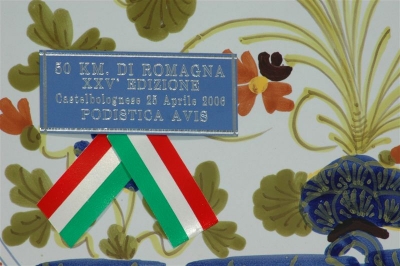 50 KM. DI ROMAGNA
XXV° EDIZIONE
Castelbolognese 25 Aprile 2006
PODISTICA AVIS